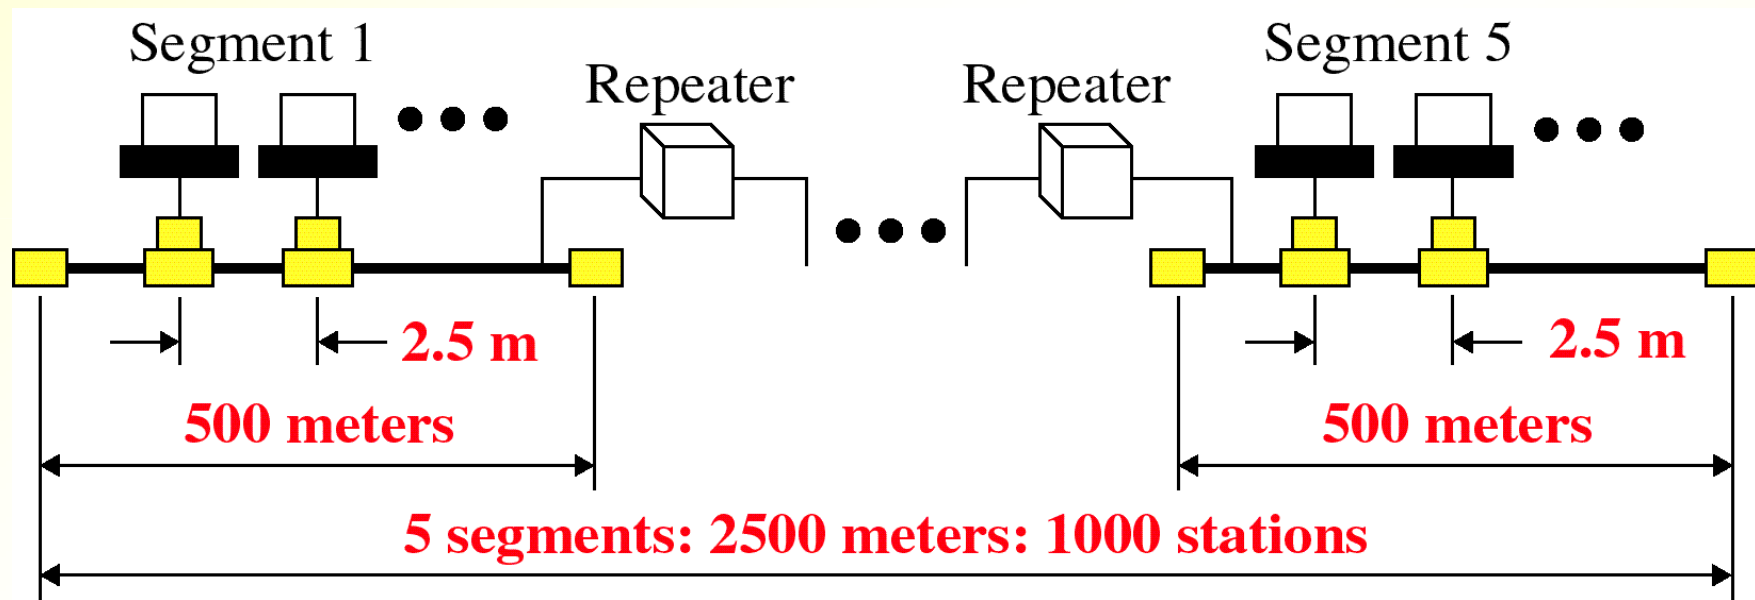 Segment 1
Repeater
Repeater
Segment 5
2.5 m
2.5 m
500 meters
500 meters
5 segments: 2500 meters: 1000 stations